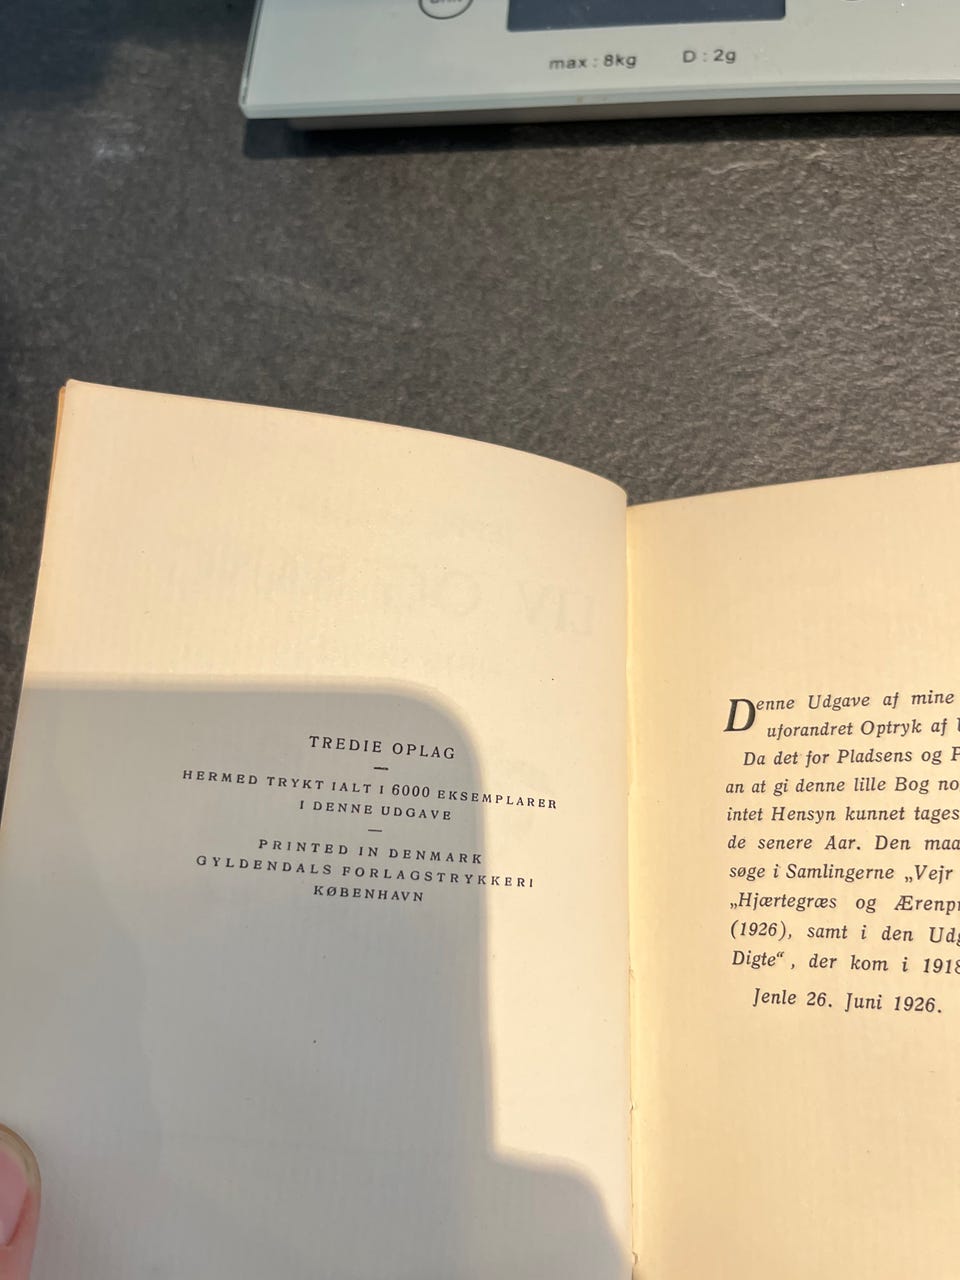 max : 8kg D : 2g
TREDIE OPLAG
HERMED TRYKT IALT I 6000 EKSEMPLARER
I DENNE UDGAVE
PRINTED IN DENMARK
GYLDENDALS FORLAGSTRYKKERI
KØBENHAVN
Denne Udgave af mine
uforandret Optryk af
Da det for Pladsens og
an at gi denne lille Bog
intet Hensyn kunnet tages
de senere Aar. Den
søge i Samlingerne „Vejr
„Hjærtegræs og
(1926), samt i den
Digte“, der kom i 1918
Jenle 26. Juni 1926.